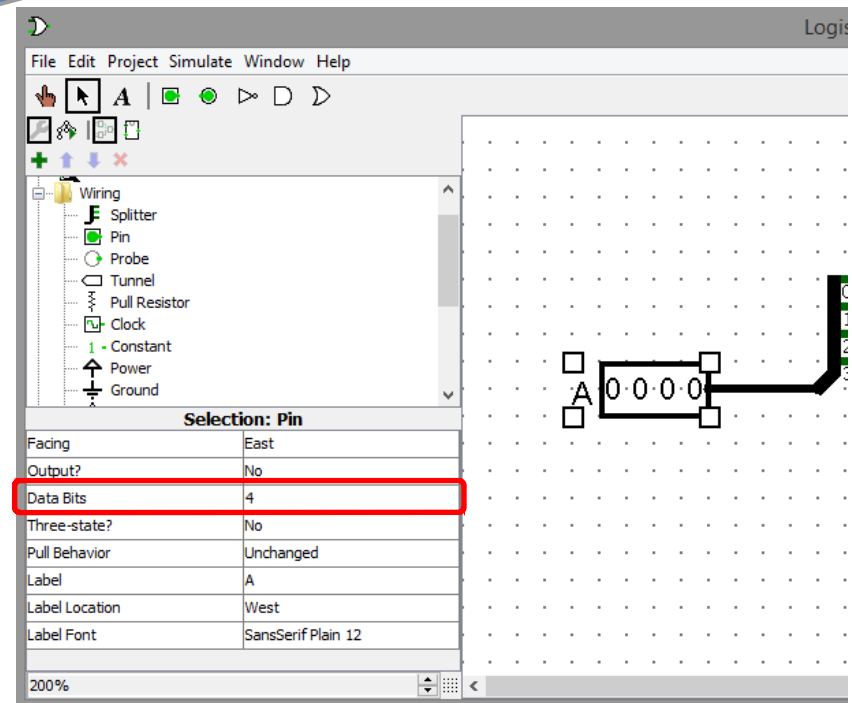 Logis
File Edit Project Simulate Window Help
A
Wiring
Splitter
Pin
Probe
Tunnel
Pull Resistor
Clock
1 - Constant
Power
Ground
Selection: Pin
Facing East
Output? No
Data Bits 4
Three-state? No
Pull Behavior Unchanged
Label A
Label Location West
Label Font SansSerif Plain 12
200%
A 0 0 0 0
0
1
2
3